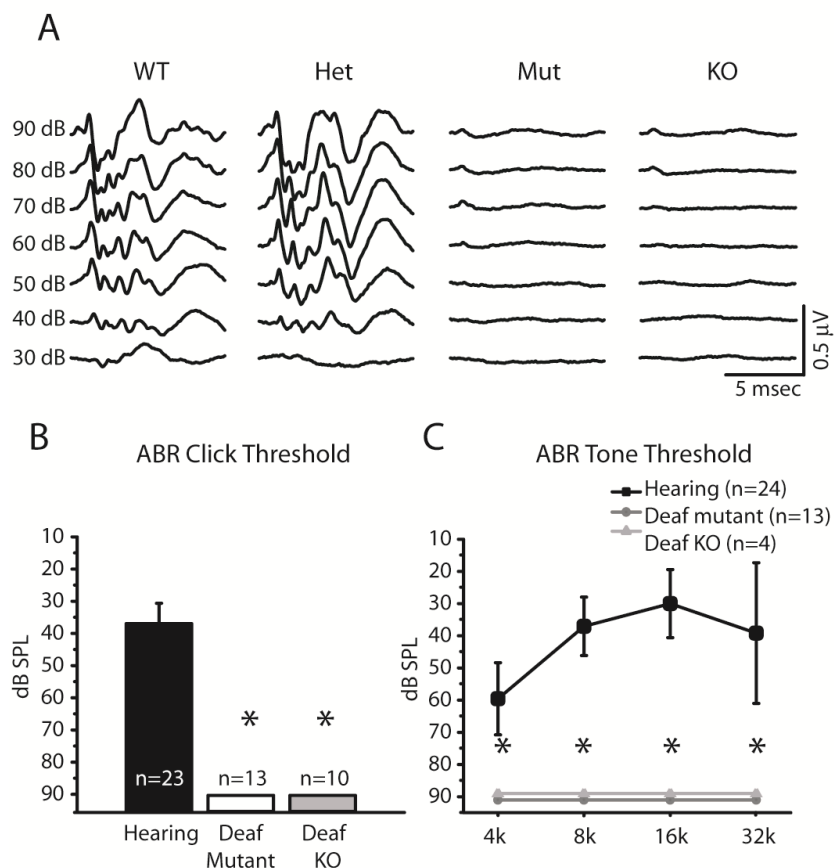 A
WT Het Mut KO
90 dB
80 dB
70 dB
60 dB
50 dB
40 dB
30 dB
0.5 µV
5 msec
B
ABR Click Threshold
dB SPL
10
20
30
40
50
60
70
80
90
* *
n=23 n=13 n=10
Hearing Deaf Mutant Deaf KO
C
ABR Tone Threshold
Hearing (n=24)
Deaf mutant (n=13)
Deaf KO (n=4)
dB SPL
10
20
30
40
50
60
70
80
90
* * * *
4k 8k 16k 32k